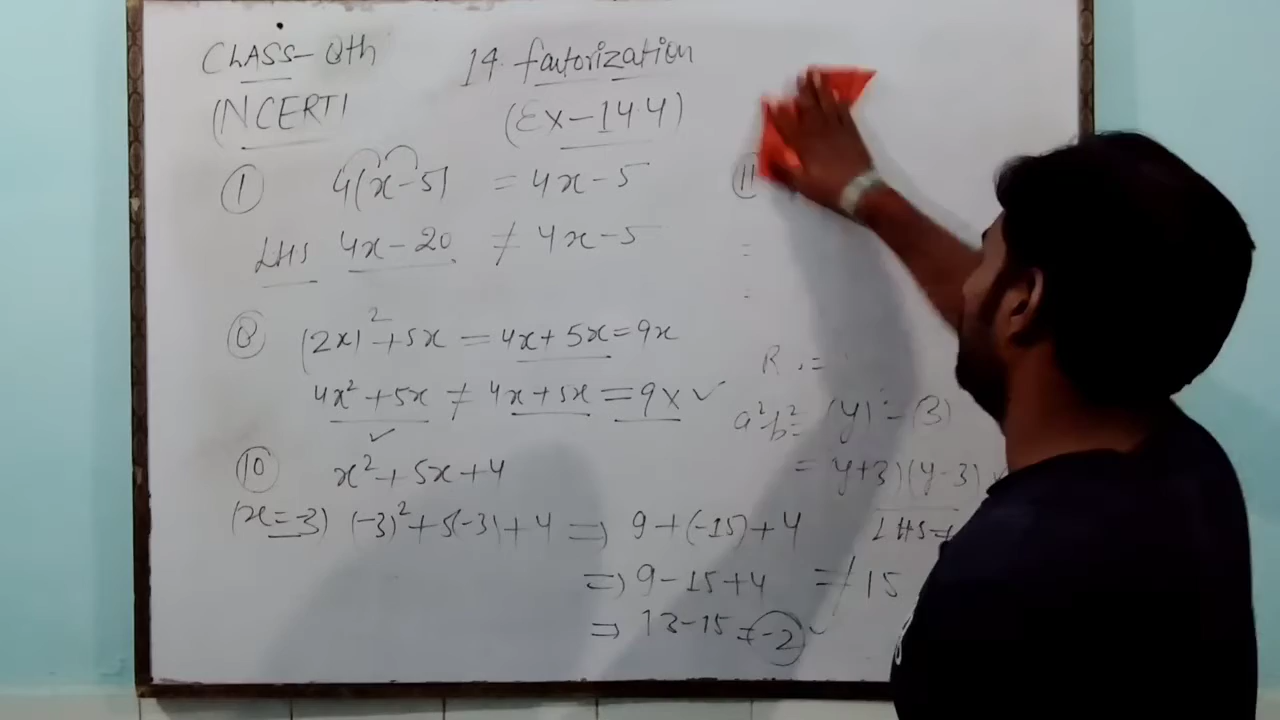 CLASS- 8th
(NCERT)
14. factorization
(Ex-14.4)
① 4(x-5) = 4x-5
LHS 4x-20 ≠ 4x-5
⑧ (2x)²+5x = 4x+5x=9x
4x²+5x ≠ 4x+5x = 9x ✓
✓
⑩ x²+5x+4
(x=-3) (-3)²+5(-3)+4 ⇒ 9+(-15)+4
⇒ 9-15+4 ≠ 15
⇒ 13-15 = -2 ✓
⑪
=
=
a²-b²= (y)²-(3)
= y+3)(y-3)